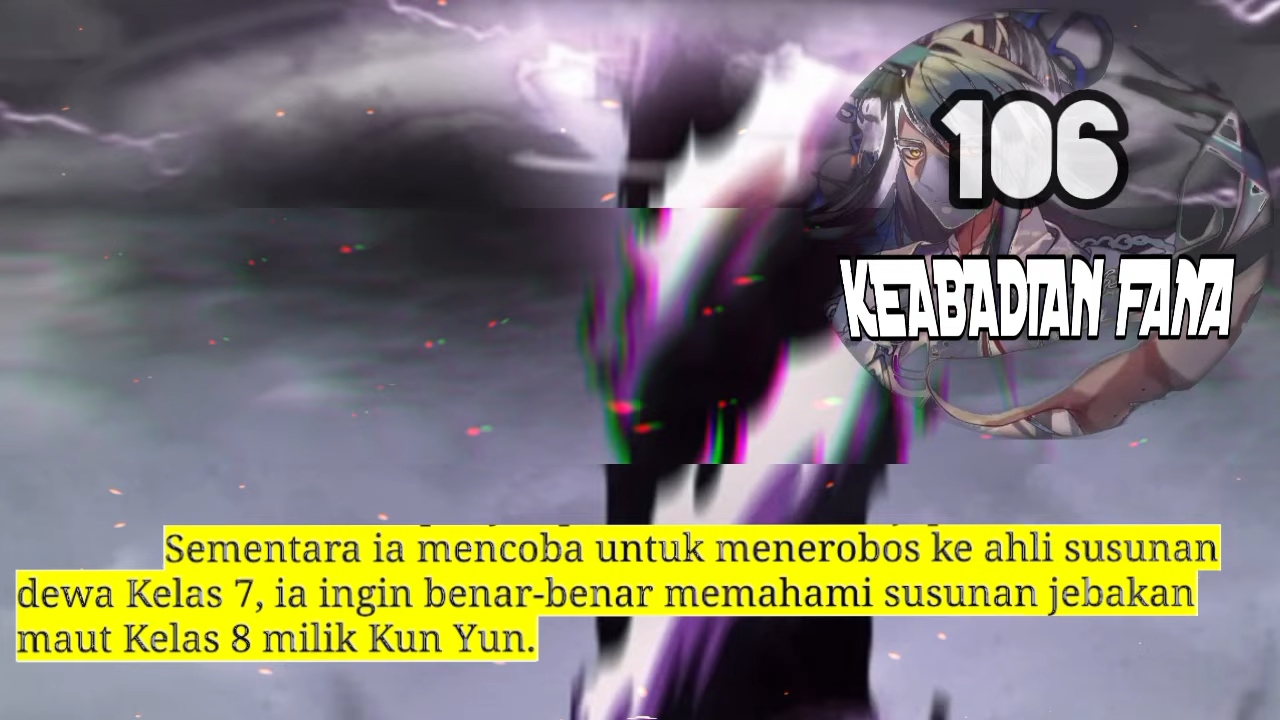 106
KEABADIAN FANA
Sementara ia mencoba untuk menerobos ke ahli susunan
dewa Kelas 7, ia ingin benar-benar memahami susunan jebakan
maut Kelas 8 milik Kun Yun.